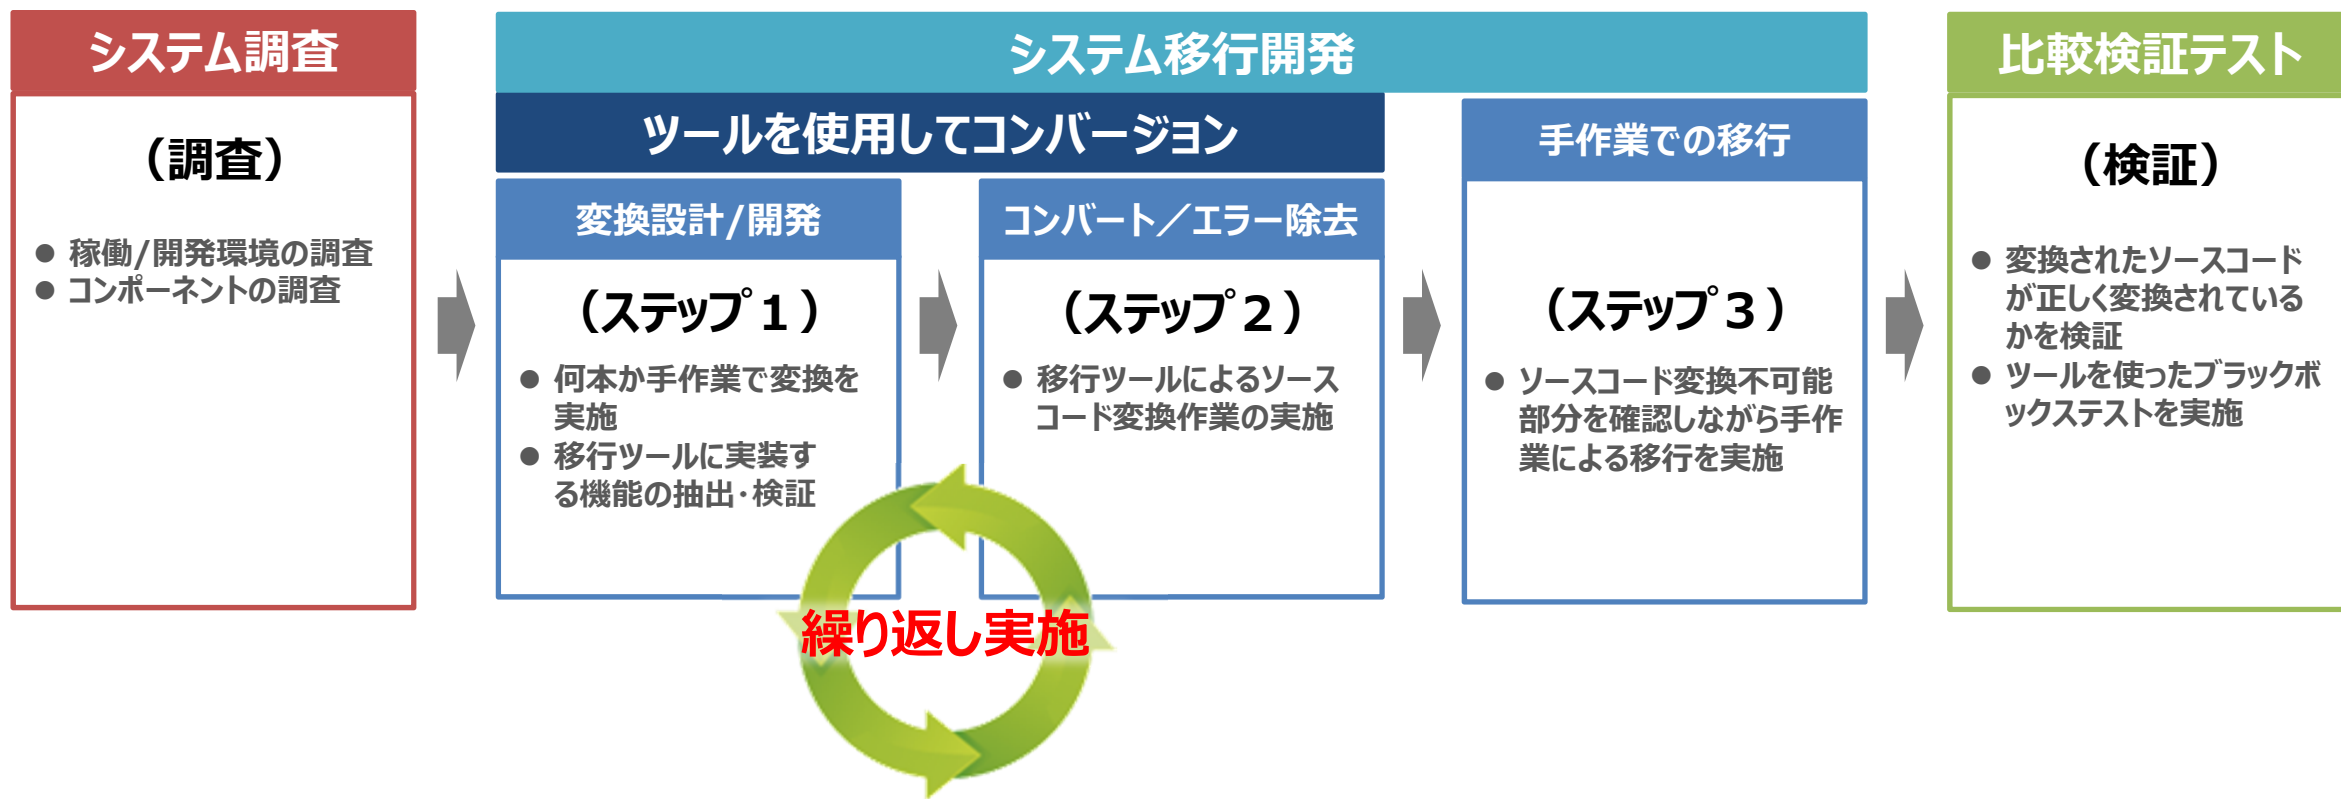 システム調査
（調査）
● 稼働/開発環境の調査
● コンポーネントの調査
システム移行開発
ツールを使用してコンバージョン
変換設計/開発
（ステップ１）
● 何本か手作業で変換を
実施
● 移行ツールに実装す
る機能の抽出・検証
コンバート／エラー除去
（ステップ２）
● 移行ツールによるソース
コード変換作業の実施
繰り返し実施
手作業での移行
（ステップ３）
● ソースコード変換不可能
部分を確認しながら手作
業による移行を実施
比較検証テスト
（検証）
● 変換されたソースコード
が正しく変換されている
かを検証
● ツールを使ったブラックボ
ックステストを実施